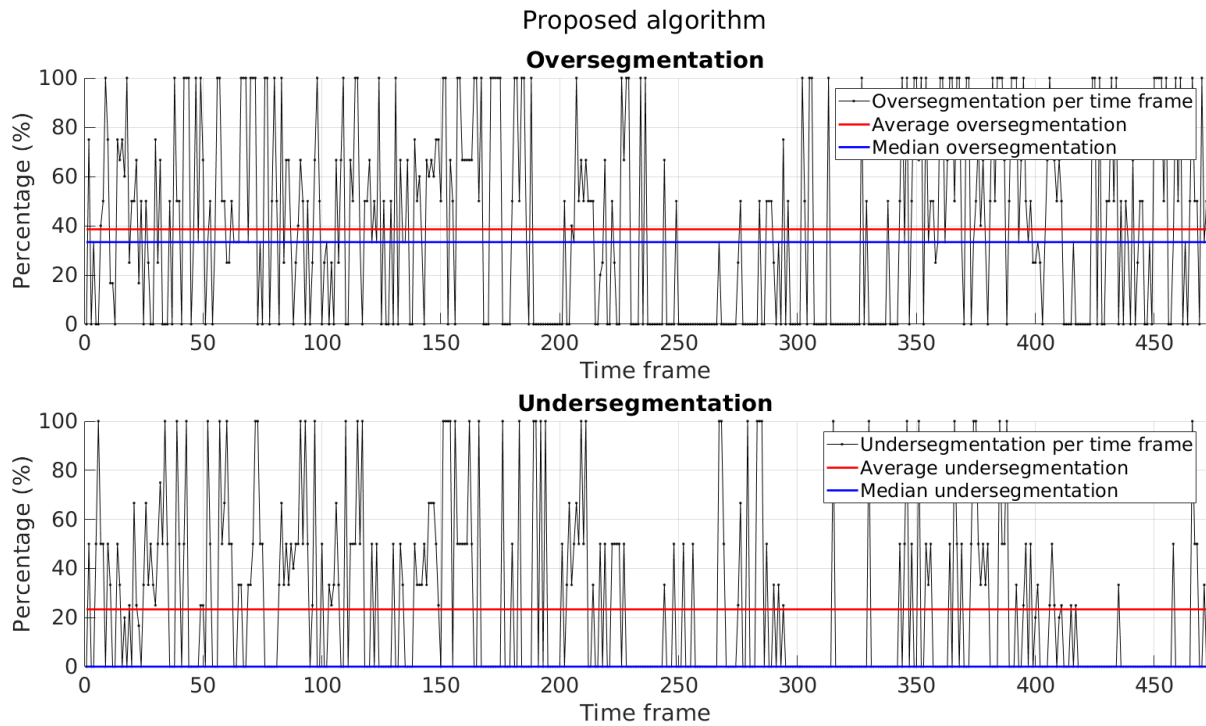 Proposed algorithm
Oversegmentation
Percentage (%)
100
80
60
40
20
0
Oversegmentation per time frame
Average oversegmentation
Median oversegmentation
0 50 100 150 200 250 300 350 400 450
Time frame
Undersegmentation
Percentage (%)
100
80
60
40
20
0
Undersegmentation per time frame
Average undersegmentation
Median undersegmentation
0 50 100 150 200 250 300 350 400 450
Time frame